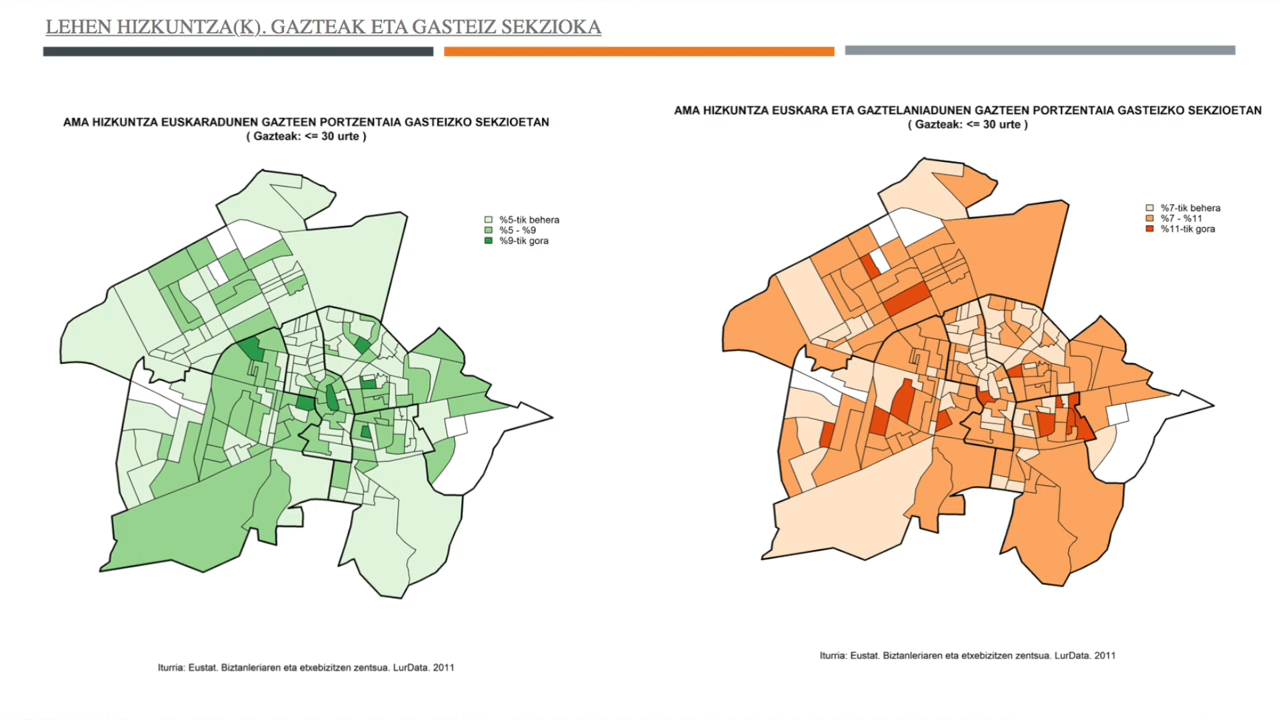 LEHEN HIZKUNTZA(K). GAZTEAK ETA GASTEIZ SEKZIOKA
AMA HIZKUNTZA EUSKARADUNEN GAZTEEN PORTZENTAIA GASTEIZKO SEKZIOETAN
( Gazteak: <= 30 urte )
%5-tik behera
%5 - %9
%9-tik gora
Iturria: Eustat. Biztanleriaren eta etxebizitzen zentsua. LurData. 2011
AMA HIZKUNTZA EUSKARA ETA GAZTELANIADUNEN GAZTEEN PORTZENTAIA GASTEIZKO SEKZIOETAN
( Gazteak: <= 30 urte )
%7-tik behera
%7 - %11
%11-tik gora
Iturria: Eustat. Biztanleriaren eta etxebizitzen zentsua. LurData. 2011